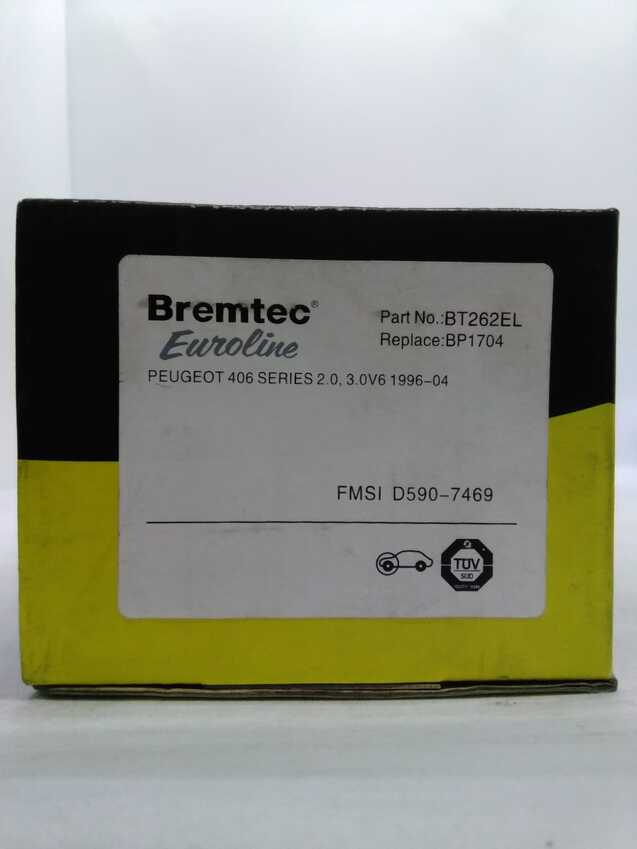 Bremtec®
Euroline
Part No.:BT262EL
Replace:BP1704
PEUGEOT 406 SERIES 2.0, 3.0V6 1996-04
FMSI D590-7469
TÜV
SÜD